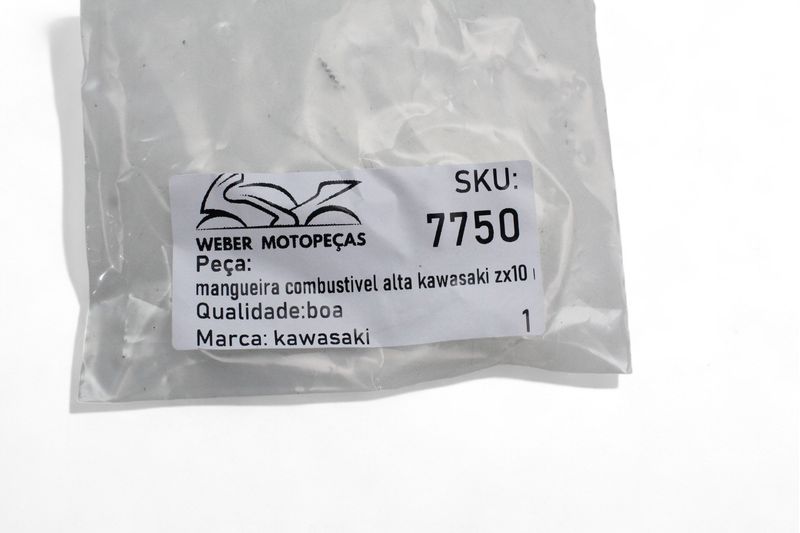 SKU:
7750
WEBER MOTOPEÇAS
Peça:
mangueira combustivel alta kawasaki zx10
Qualidade:boa
Marca: kawasaki
1